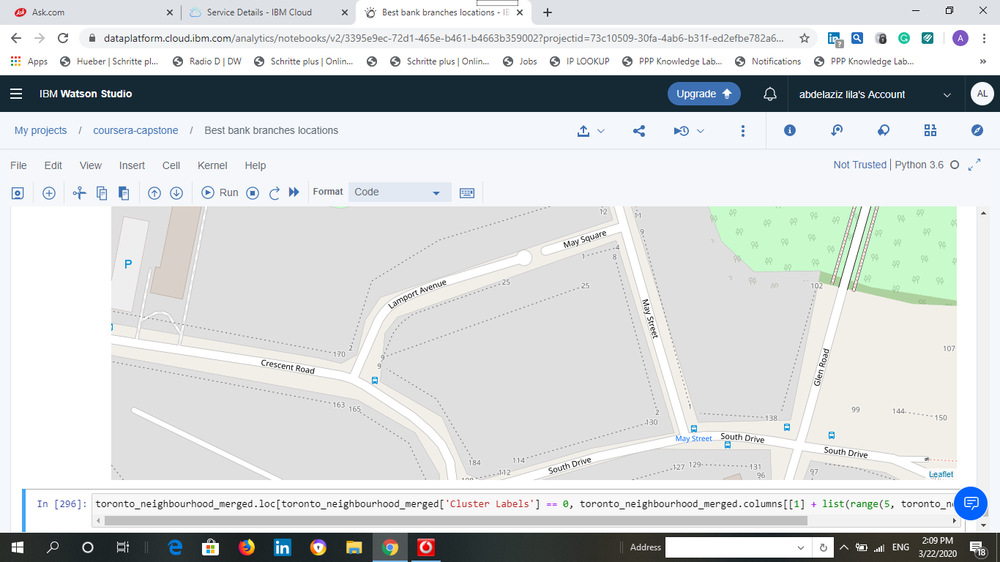 Ask.com
Service Details - IBM Cloud
Best bank branches locations - IB
dataplatform.cloud.ibm.com/analytics/notebooks/v2/3395e9ec-72d1-465e-b461-b4663b359002?projectid=73c10509-30fa-4ab6-b31f-ed2efbe782a6...
A
Apps
Hueber | Schritte pl...
Radio D | DW
Schritte plus | Onlin...
Schritte plus | Onlin...
Jobs
IP LOOKUP
PPP Knowledge Lab...
Notifications
PPP Knowledge Lab...
»
IBM Watson Studio
Upgrade
abdelaziz lila's Account
AL
My projects / coursera-capstone / Best bank branches locations
File Edit View Insert Cell Kernel Help
Not Trusted | Python 3.6
Run
Format
Code
12
11
9
May Square
4
1
8
P
25
25
Lamport Avenue
102
May Street
170
2
9
9
107
Crescent Road
Glen Road
163
165
1
2
130
138
99
144
150
May Street
South Drive
South Drive
184
114
South Drive
112
127
129
131
96
97
Leaflet
In [296]: toronto_neighbourhood_merged.loc[toronto_neighbourhood_merged['Cluster Labels'] == 0, toronto_neighbourhood_merged.columns[[1] + list(range(5, toronto_ne
Address
ENG
2:09 PM
3/22/2020
18